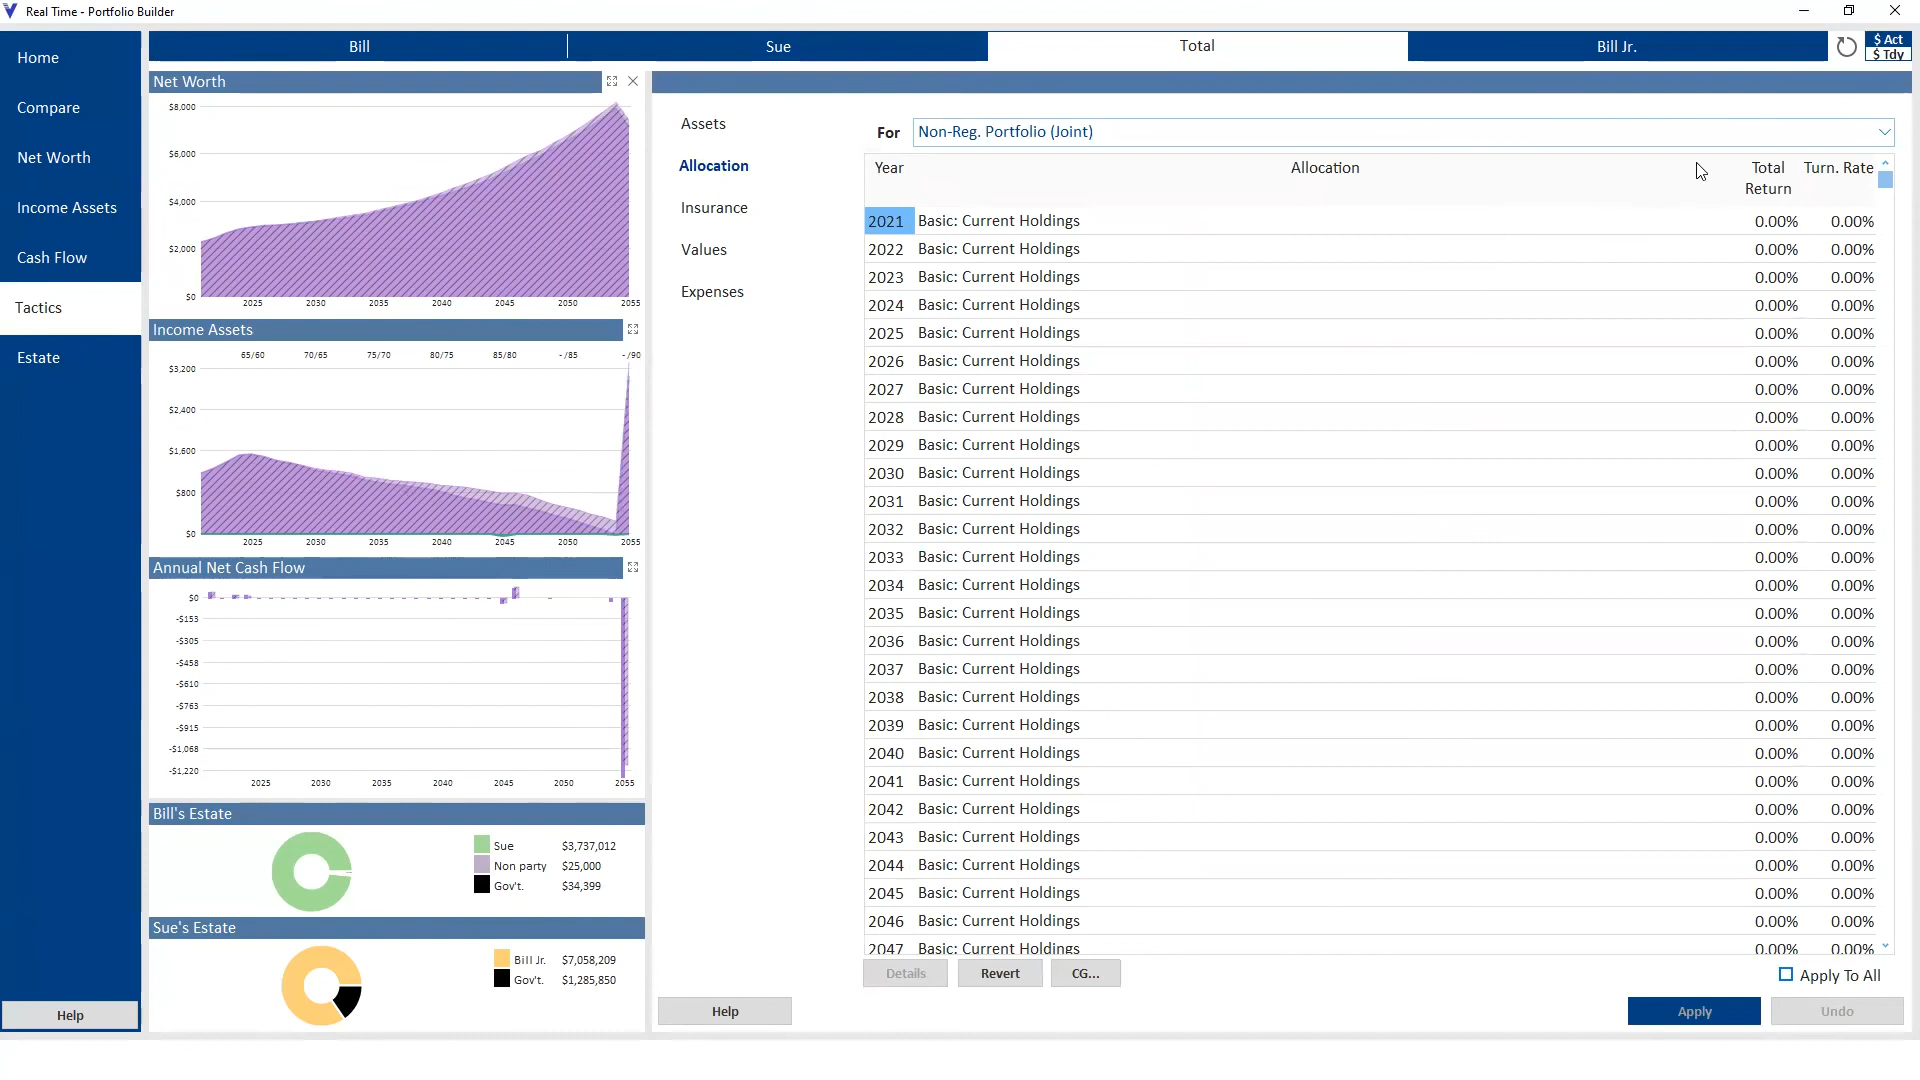 Real Time - Portfolio Builder
Home
Compare
Net Worth
Income Assets
Cash Flow
Tactics
Estate
Help
Bill
Sue
Total
Bill Jr.
$ Act
$ Tdy
Net Worth
$8,000
$6,000
$4,000
$2,000
$0
2025 2030 2035 2040 2045 2050 2055
Income Assets
65/60 70/65 75/70 80/75 85/80 - /85 - /90
$3,200
$2,400
$1,600
$800
$0
2025 2030 2035 2040 2045 2050 2055
Annual Net Cash Flow
$0
-$153
-$305
-$458
-$610
-$763
-$915
-$1,068
-$1,220
2025 2030 2035 2040 2045 2050 2055
Bill's Estate
Sue $3,737,012
Non party $25,000
Gov't. $34,399
Sue's Estate
Bill Jr. $7,058,209
Gov't. $1,285,850
Assets
Allocation
Insurance
Values
Expenses
For Non-Reg. Portfolio (Joint)
Year Allocation Total Return Turn. Rate
2021 Basic: Current Holdings 0.00% 0.00%
2022 Basic: Current Holdings 0.00% 0.00%
2023 Basic: Current Holdings 0.00% 0.00%
2024 Basic: Current Holdings 0.00% 0.00%
2025 Basic: Current Holdings 0.00% 0.00%
2026 Basic: Current Holdings 0.00% 0.00%
2027 Basic: Current Holdings 0.00% 0.00%
2028 Basic: Current Holdings 0.00% 0.00%
2029 Basic: Current Holdings 0.00% 0.00%
2030 Basic: Current Holdings 0.00% 0.00%
2031 Basic: Current Holdings 0.00% 0.00%
2032 Basic: Current Holdings 0.00% 0.00%
2033 Basic: Current Holdings 0.00% 0.00%
2034 Basic: Current Holdings 0.00% 0.00%
2035 Basic: Current Holdings 0.00% 0.00%
2036 Basic: Current Holdings 0.00% 0.00%
2037 Basic: Current Holdings 0.00% 0.00%
2038 Basic: Current Holdings 0.00% 0.00%
2039 Basic: Current Holdings 0.00% 0.00%
2040 Basic: Current Holdings 0.00% 0.00%
2041 Basic: Current Holdings 0.00% 0.00%
2042 Basic: Current Holdings 0.00% 0.00%
2043 Basic: Current Holdings 0.00% 0.00%
2044 Basic: Current Holdings 0.00% 0.00%
2045 Basic: Current Holdings 0.00% 0.00%
2046 Basic: Current Holdings 0.00% 0.00%
2047 Basic: Current Holdings 0.00% 0.00%
Details Revert CG...
Apply To All
Help
Apply
Undo